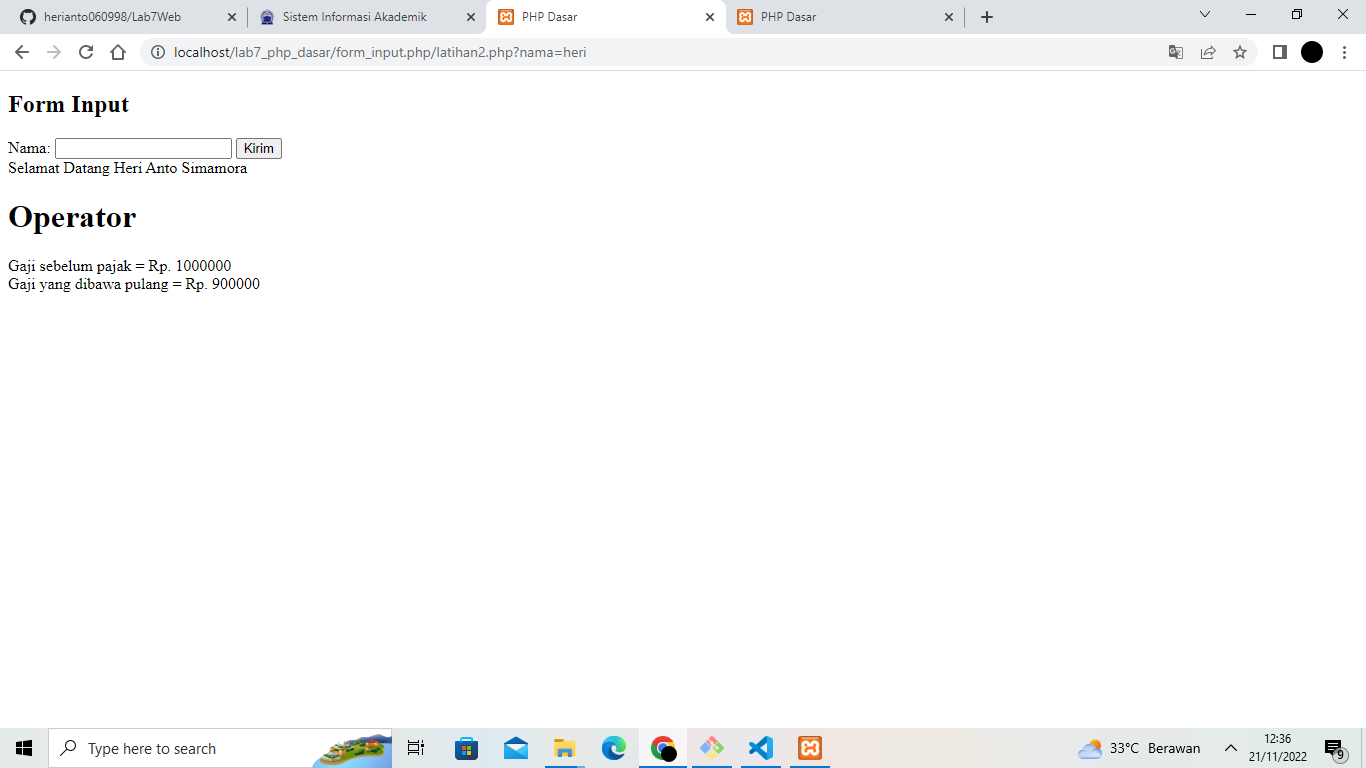 herianto060998/Lab7Web
Sistem Informasi Akademik
PHP Dasar
PHP Dasar
localhost/lab7_php_dasar/form_input.php/latihan2.php?nama=heri
Form Input
Nama: Kirim
Selamat Datang Heri Anto Simamora
Operator
Gaji sebelum pajak = Rp. 1000000
Gaji yang dibawa pulang = Rp. 900000
Type here to search
33°C Berawan
12:36
21/11/2022
9